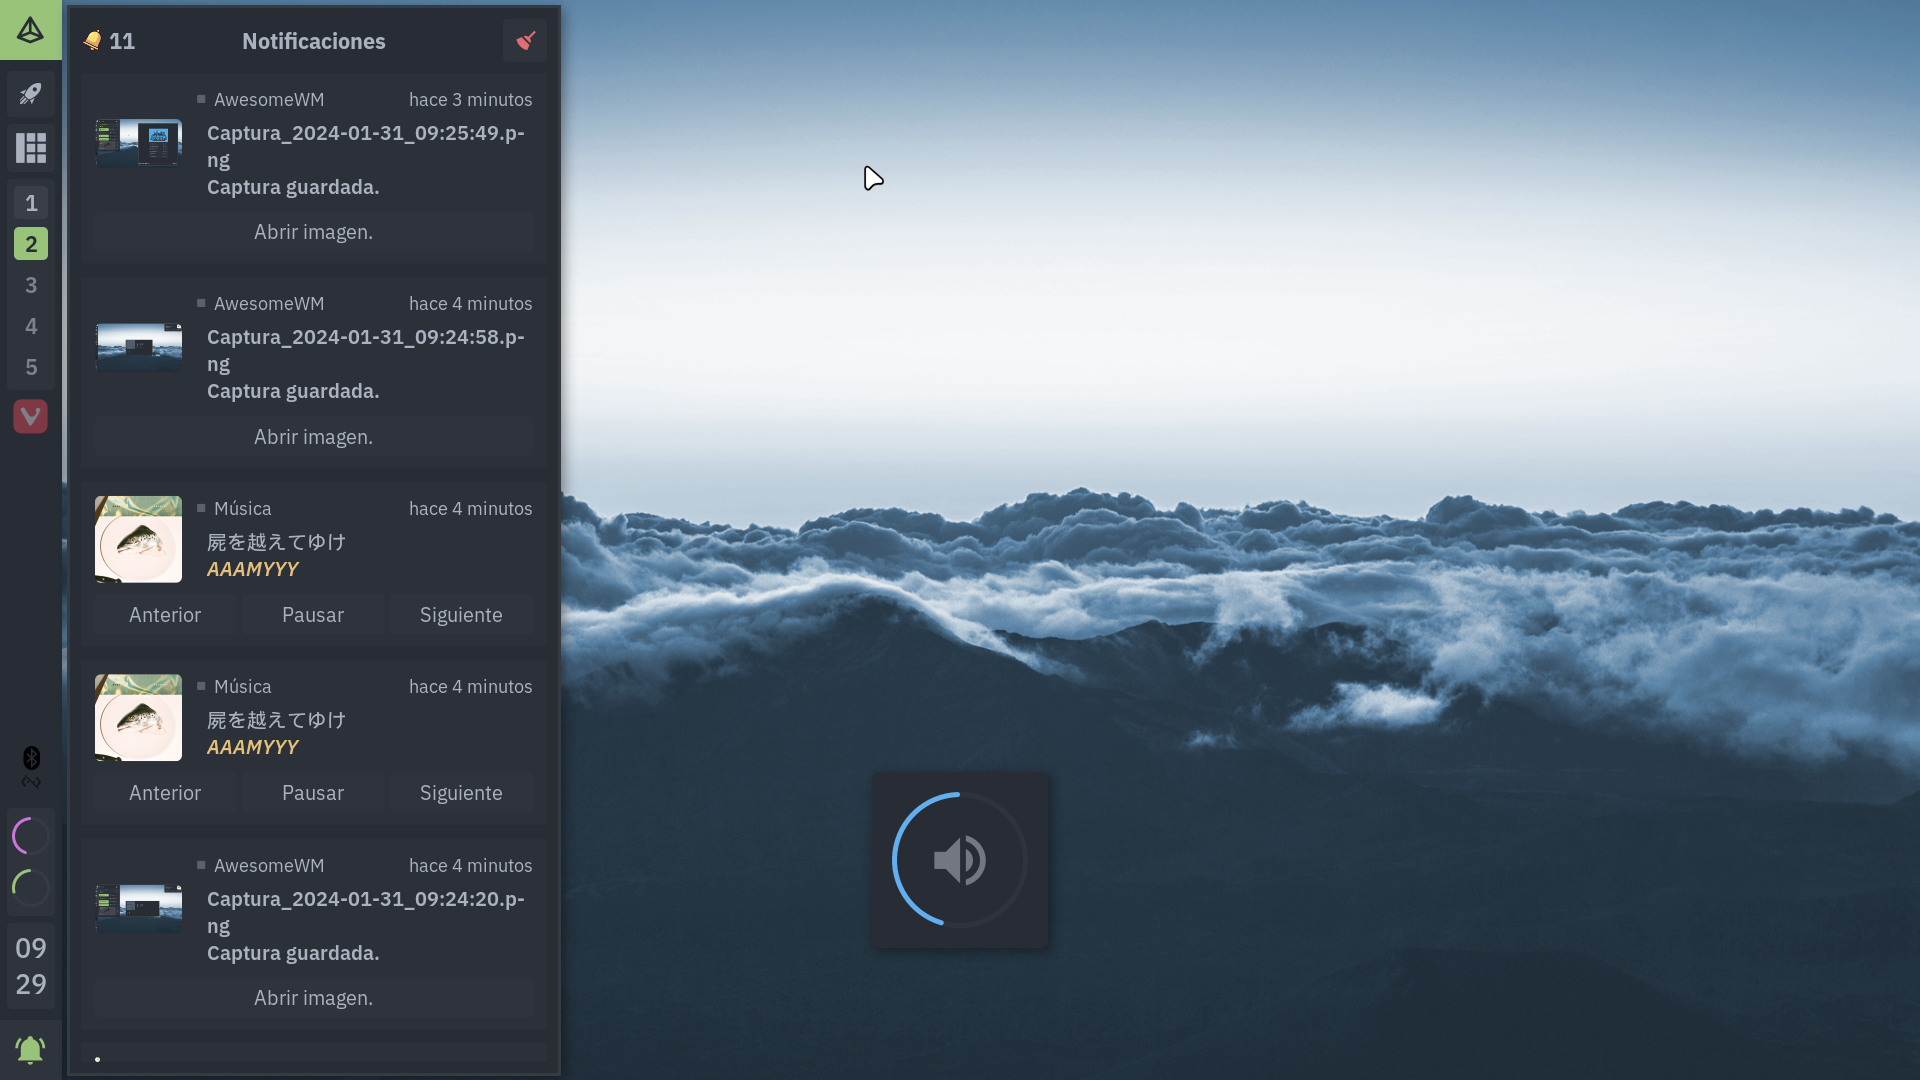 11
Notificaciones
AwesomeWM
hace 3 minutos
Captura_2024-01-31_09:25:49.p-
ng
Captura guardada.
Abrir imagen.
AwesomeWM
hace 4 minutos
Captura_2024-01-31_09:24:58.p-
ng
Captura guardada.
Abrir imagen.
Música
hace 4 minutos
屍を越えてゆけ
AAAMYYY
Anterior
Pausar
Siguiente
Música
hace 4 minutos
屍を越えてゆけ
AAAMYYY
Anterior
Pausar
Siguiente
AwesomeWM
hace 4 minutos
Captura_2024-01-31_09:24:20.p-
ng
Captura guardada.
Abrir imagen.
1
2
3
4
5
09
29